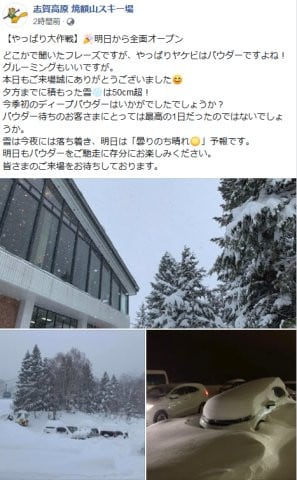 志賀高原 焼額山スキー場
2時間前
【やっぱり大作戦】🎉明日から全面オープン
どこかで聞いたフレーズですが、やっぱりヤケビはパウダーですよね！
グルーミングもいいですが。
本日もご来場誠にありがとうございました😄
夕方までに積もった雪❄は50cm超！
今季初のディープパウダーはいかがでしたでしょうか？
パウダー待ちのお客さまにとっては最高の1日だったのではないでしょ
うか。
雪は今夜には落ち着き、明日は「曇りのち晴れ🌞」予報です。
明日もパウダーをご馳走に存分にお楽しみください。
皆さまのご来場をお待ちしております。